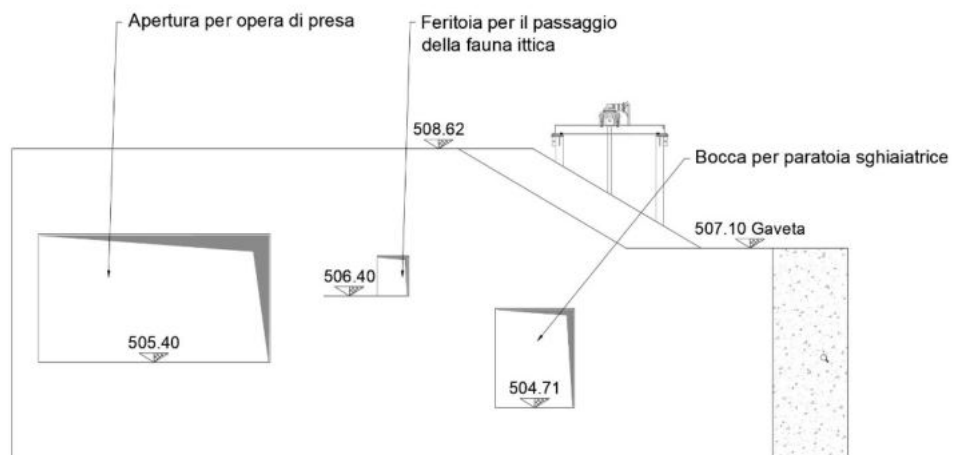 Apertura per opera di presa
Feritoia per il passaggio
della fauna ittica
508.62
Bocca per paratoia sghiaiatrice
507.10 Gaveta
506.40
505.40
504.71